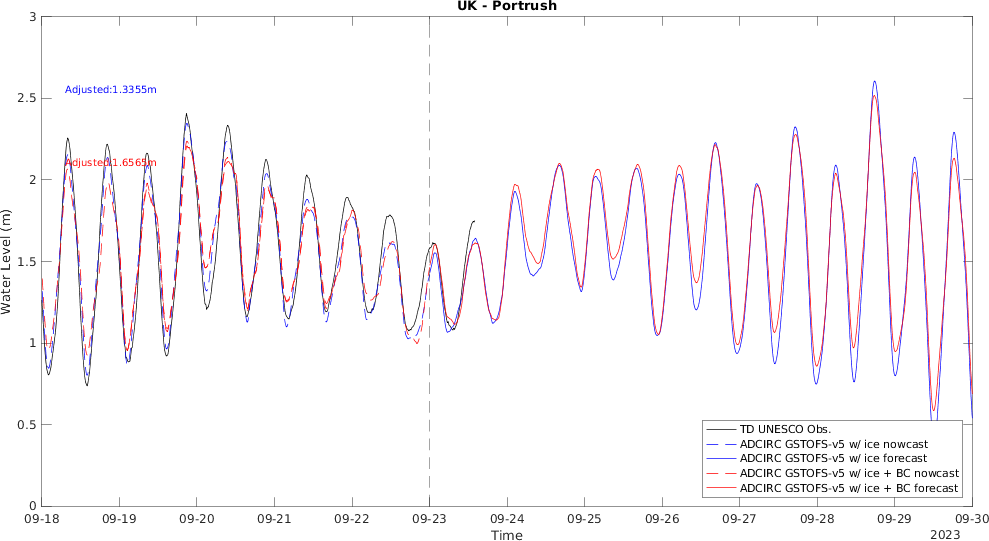 UK - Portrush
3
2.5
2
1.5
1
0.5
0
Water Level (m)
Adjusted:1.3355m
Adjusted:1.6565m
TD UNESCO Obs.
ADCIRC GSTOFS-v5 w/ ice nowcast
ADCIRC GSTOFS-v5 w/ ice forecast
ADCIRC GSTOFS-v5 w/ ice + BC nowcast
ADCIRC GSTOFS-v5 w/ ice + BC forecast
09-18 09-19 09-20 09-21 09-22 09-23 09-24 09-25 09-26 09-27 09-28 09-29 09-30
Time
2023